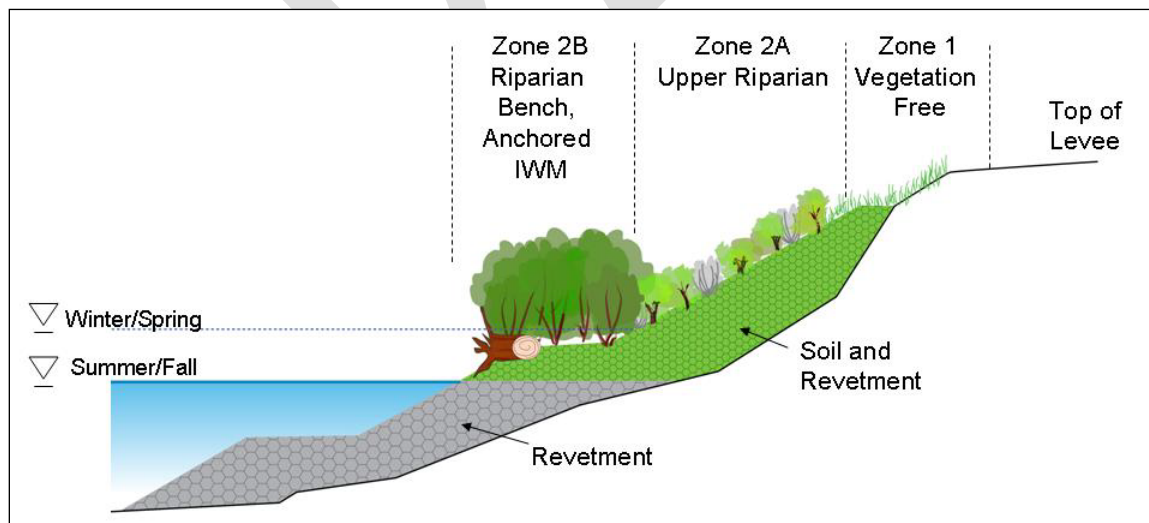 Zone 2B
Riparian
Bench,
Anchored
IWM
Zone 2A
Upper Riparian
Zone 1
Vegetation
Free
Top of
Levee
Winter/Spring
Summer/Fall
Soil and
Revetment
Revetment